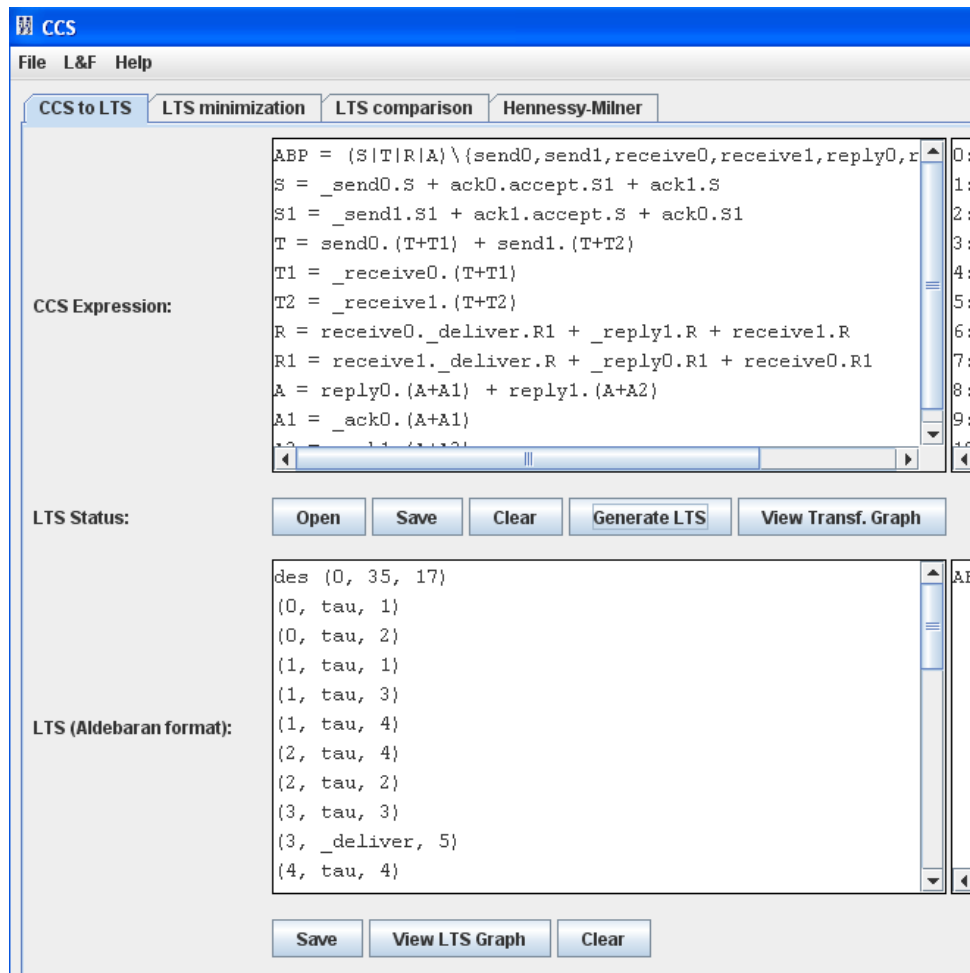 CCS
File L&F Help
CCS to LTS LTS minimization LTS comparison Hennessy-Milner
CCS Expression:
ABP = (S|T|R|A)\{send0,send1,receive0,receive1,reply0,r
S = _send0.S + ack0.accept.S1 + ack1.S
S1 = _send1.S1 + ack1.accept.S + ack0.S1
T = send0.(T+T1) + send1.(T+T2)
T1 = _receive0.(T+T1)
T2 = _receive1.(T+T2)
R = receive0._deliver.R1 + _reply1.R + receive1.R
R1 = receive1._deliver.R + _reply0.R1 + receive0.R1
A = reply0.(A+A1) + reply1.(A+A2)
A1 = _ack0.(A+A1)
0:
1:
2:
3:
4:
5:
6:
7:
8:
9:
LTS Status:
Open Save Clear Generate LTS View Transf. Graph
LTS (Aldebaran format):
des (0, 35, 17)
(0, tau, 1)
(0, tau, 2)
(1, tau, 1)
(1, tau, 3)
(1, tau, 4)
(2, tau, 4)
(2, tau, 2)
(3, tau, 3)
(3, _deliver, 5)
(4, tau, 4)
Save View LTS Graph Clear